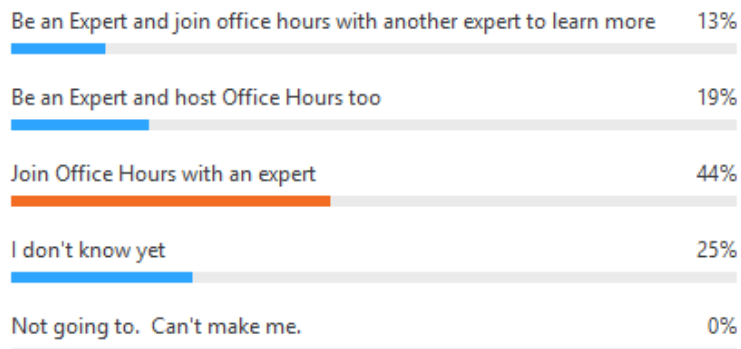 Be an Expert and join office hours with another expert to learn more 13%
Be an Expert and host Office Hours too 19%
Join Office Hours with an expert 44%
I don't know yet 25%
Not going to.  Can't make me. 0%